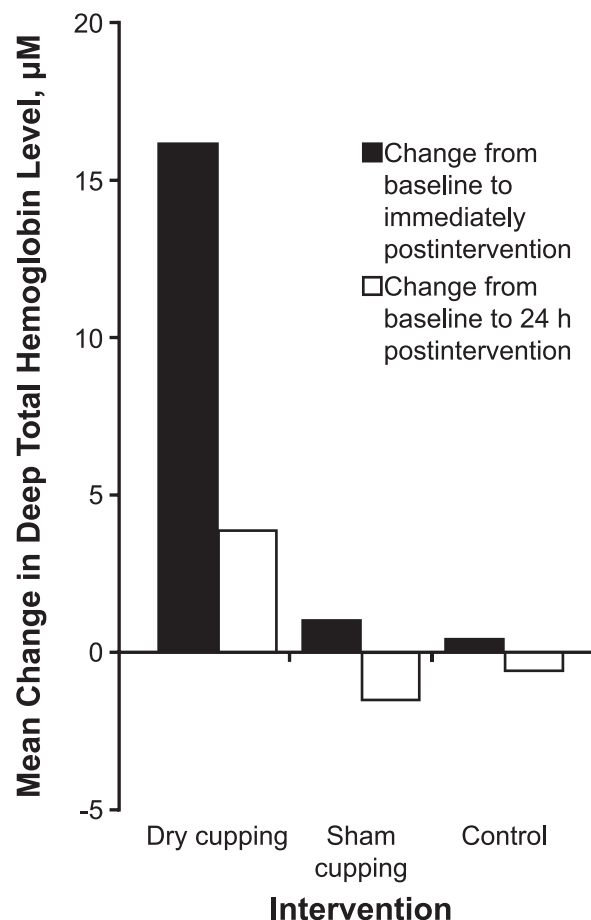 Mean Change in Deep Total Hemoglobin Level, µM
20
15
10
5
0
-5
Change from
baseline to
immediately
postintervention
Change from
baseline to 24 h
postintervention
Dry cupping
Sham
cupping
Control
Intervention